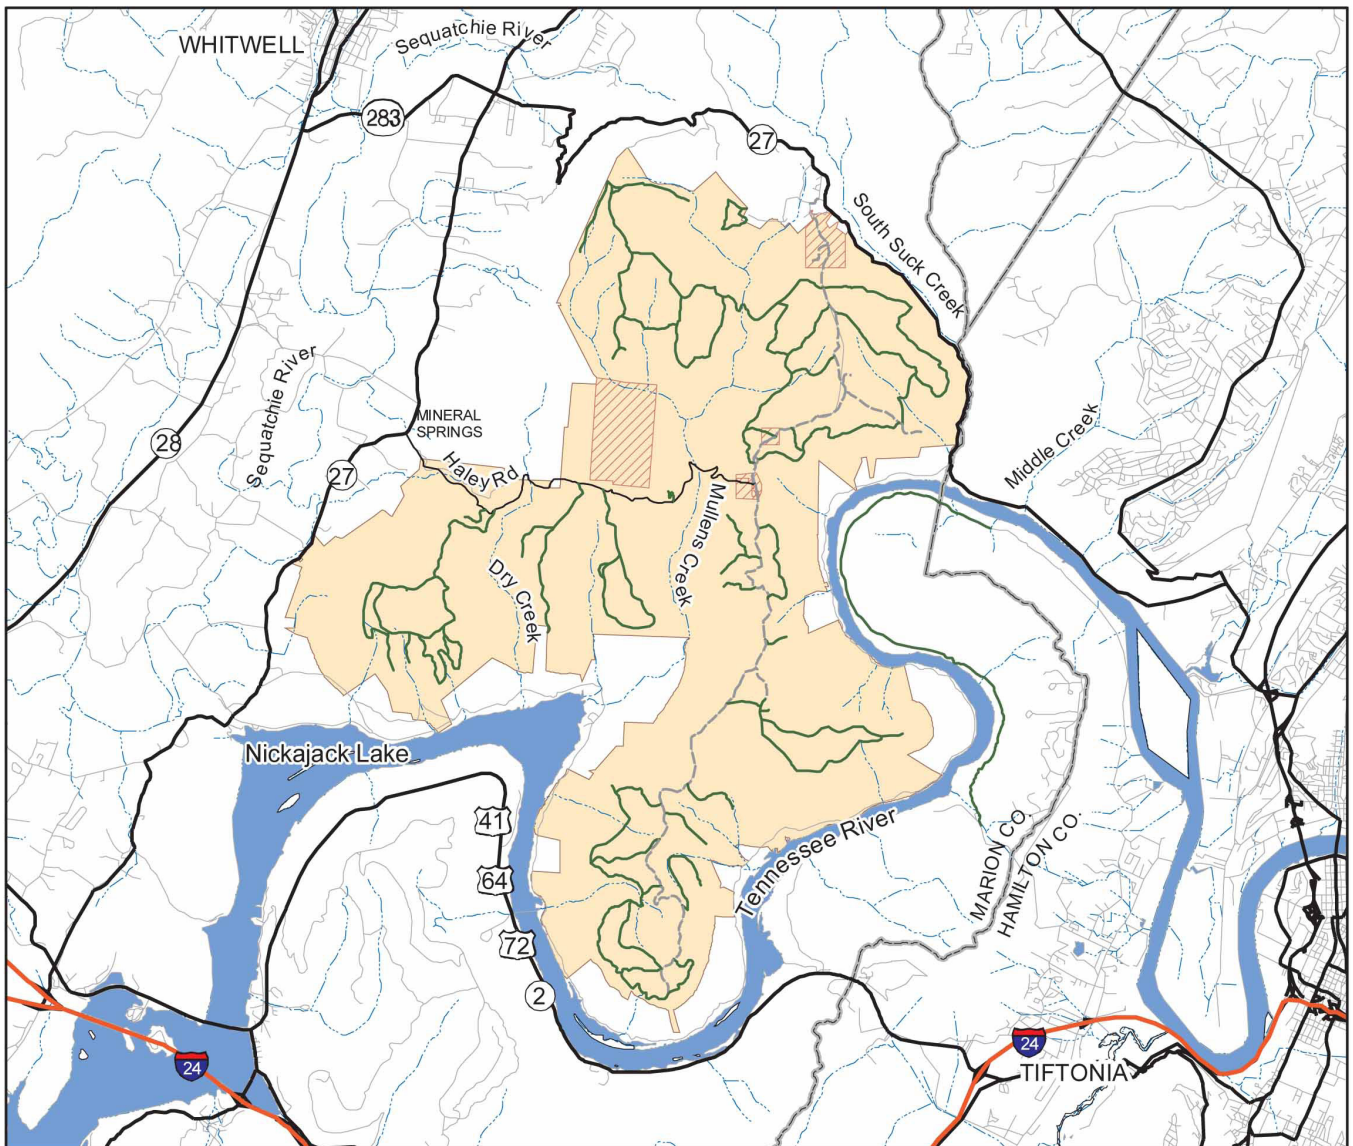 WHITWELL
Sequatchie River
283
27
South Suck Creek
Sequatchie River
28
27
MINERAL
SPRINGS
Haley Rd
Middle Creek
Mullens Creek
Dry Creek
Nickajack Lake
41
64
72
2
Tennessee River
MARION CO.
HAMILTON CO.
24
24
TIFTONIA